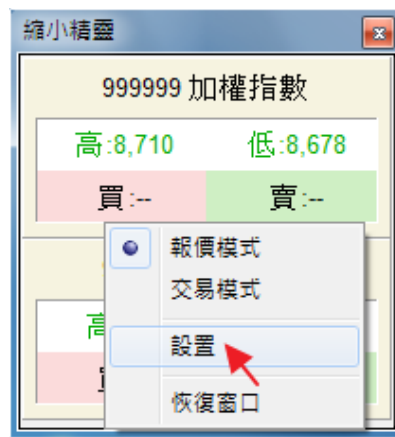 縮小精靈
999999 加權指數
高:8,710 低:8,678
買:-- 賣:--
報價模式
交易模式
高
設置
恢復窗口